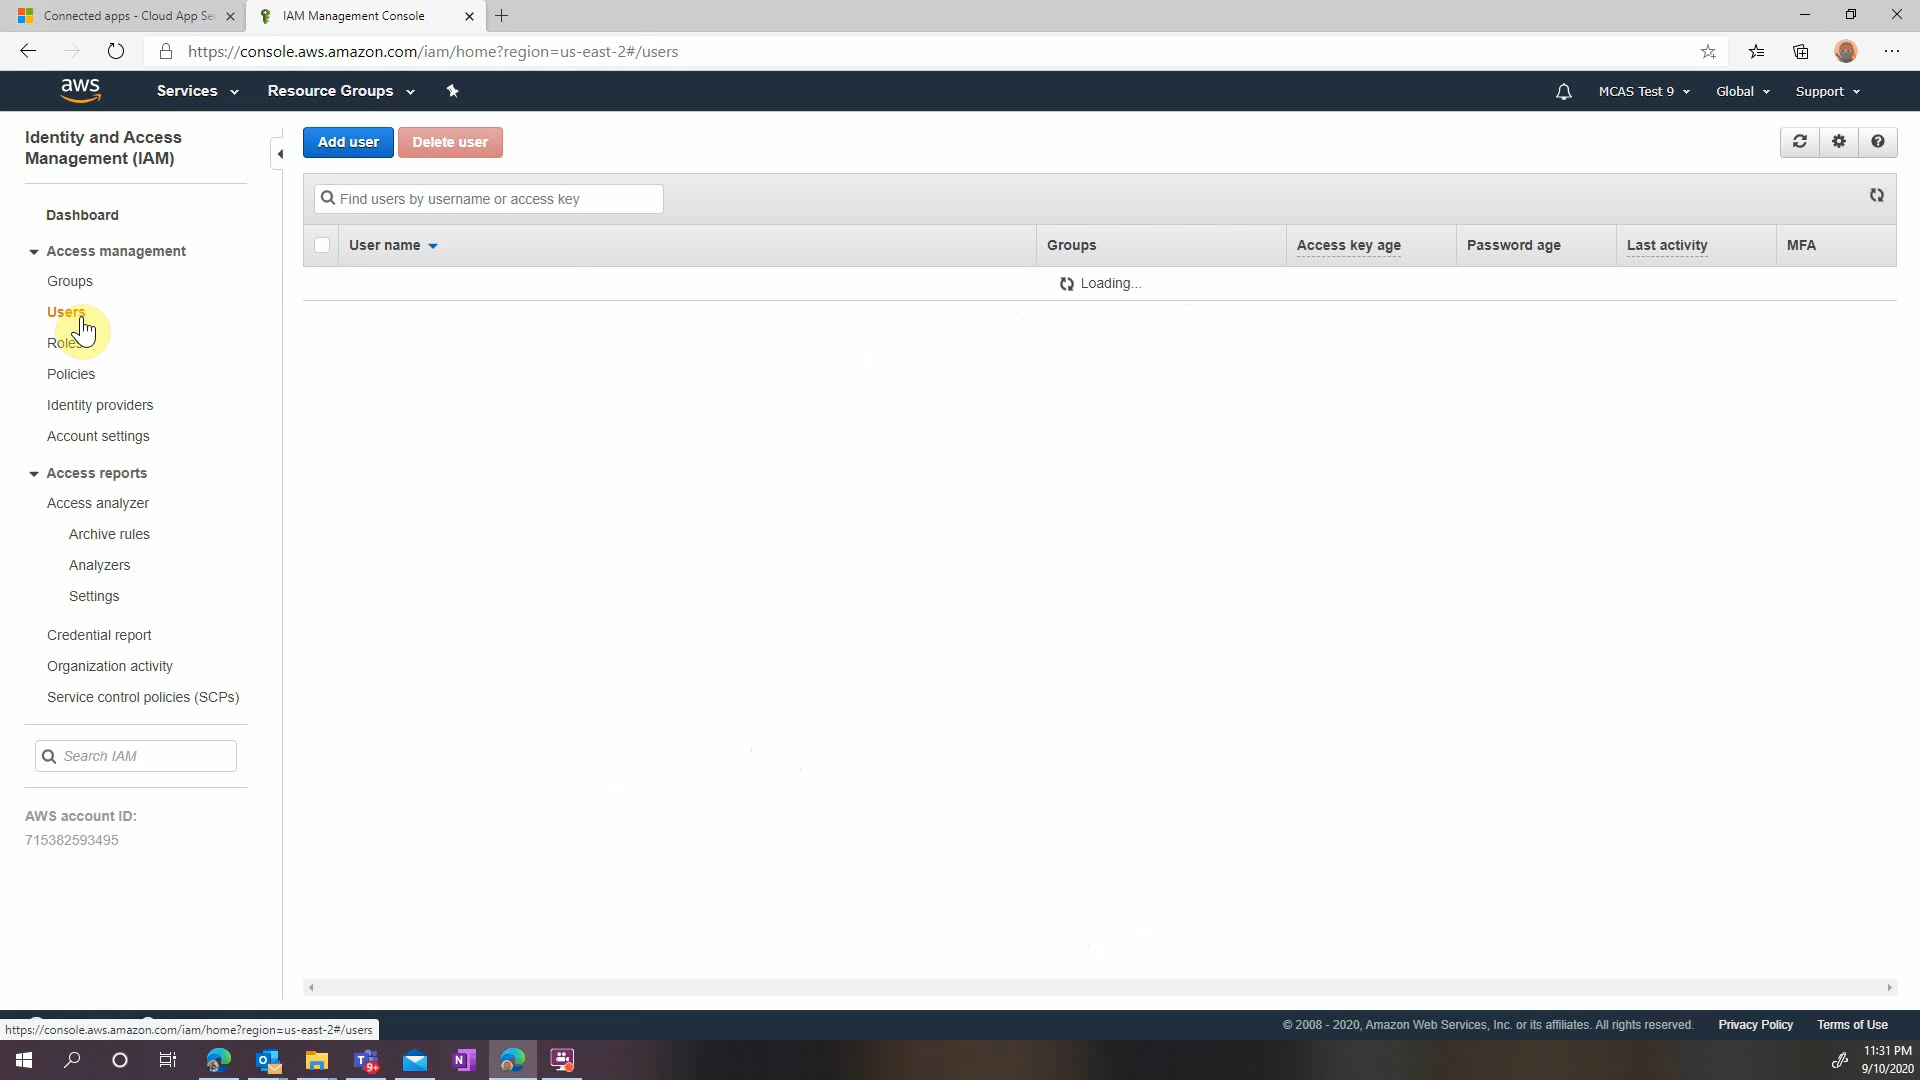 Connected apps - Cloud App Se
IAM Management Console
https://console.aws.amazon.com/iam/home?region=us-east-2#/users
aws
Services
Resource Groups
MCAS Test 9
Global
Support
Identity and Access
Management (IAM)
Dashboard
Access management
Groups
Users
Roles
Policies
Identity providers
Account settings
Access reports
Access analyzer
Archive rules
Analyzers
Settings
Credential report
Organization activity
Service control policies (SCPs)
Search IAM
AWS account ID:
715382593495
Add user
Delete user
Find users by username or access key
User name
Groups
Access key age
Password age
Last activity
MFA
Loading...
https://console.aws.amazon.com/iam/home?region=us-east-2#/users
© 2008 - 2020, Amazon Web Services, Inc. or its affiliates. All rights reserved.
Privacy Policy
Terms of Use
9+
11:31 PM
9/10/2020